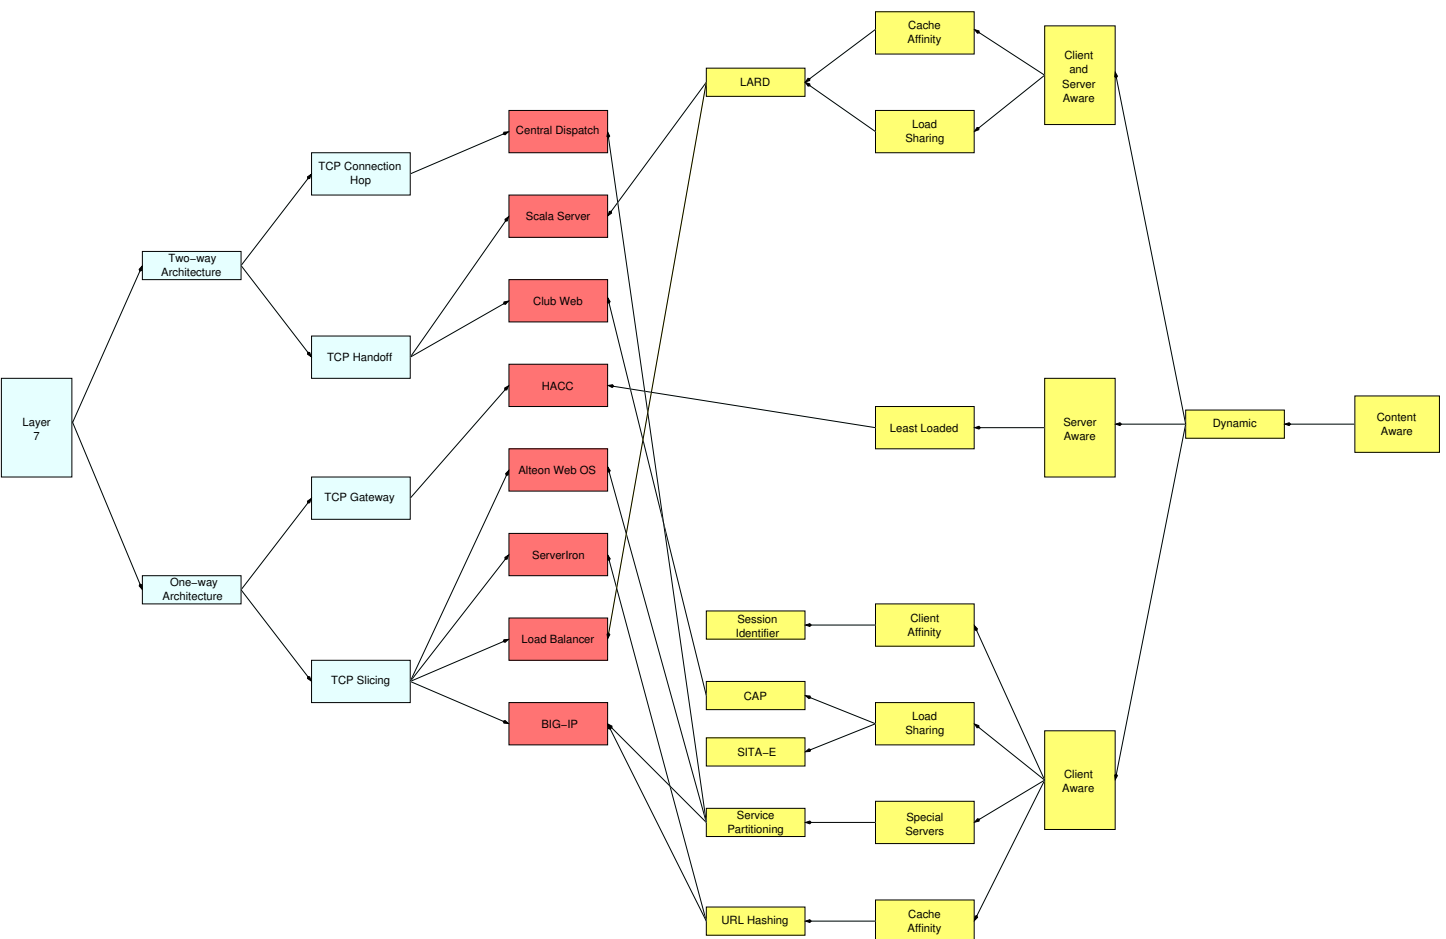 Cache
Affinity
Client
and
Server
Aware
LARD
Load
Sharing
Central Dispatch
TCP Connection
Hop
Scala Server
Two−way
Architecture
Club Web
TCP Handoff
HACC
Layer
7
Least Loaded
Server
Aware
Dynamic
Content
Aware
Alteon Web OS
TCP Gateway
ServerIron
One−way
Architecture
Load Balancer
Session
Identifier
Client
Affinity
TCP Slicing
CAP
BIG−IP
Load
Sharing
SITA−E
Client
Aware
Service
Partitioning
Special
Servers
URL Hashing
Cache
Affinity